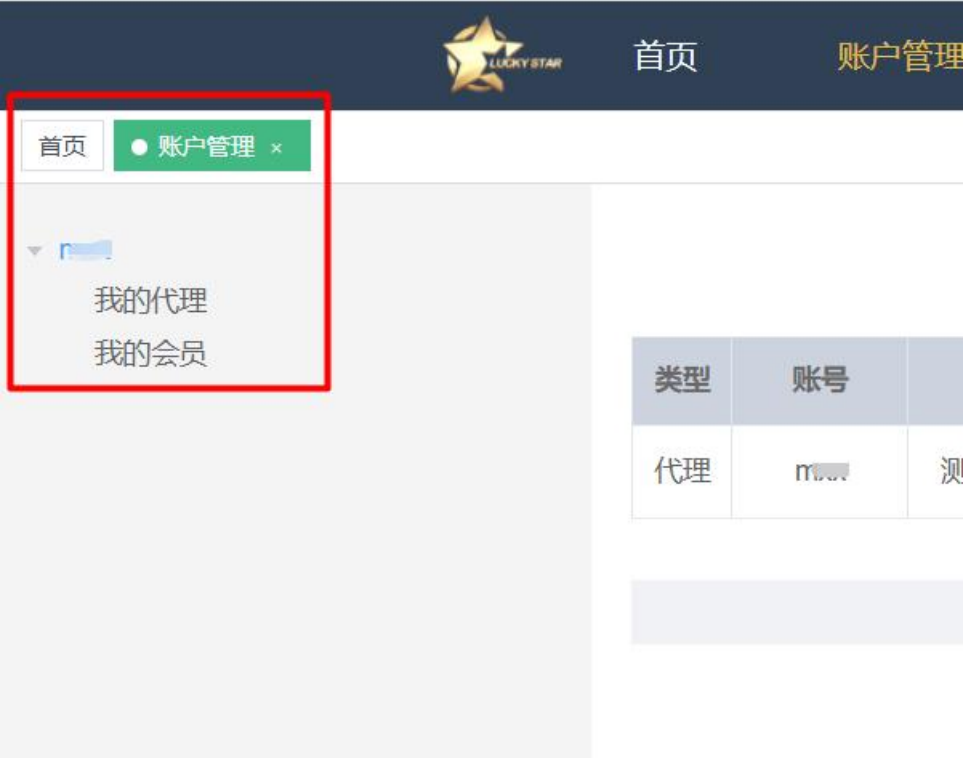 LUCKY STAR 首页 账户管理
首页 账户管理 ×
我的代理
我的会员
类型 账号
代理